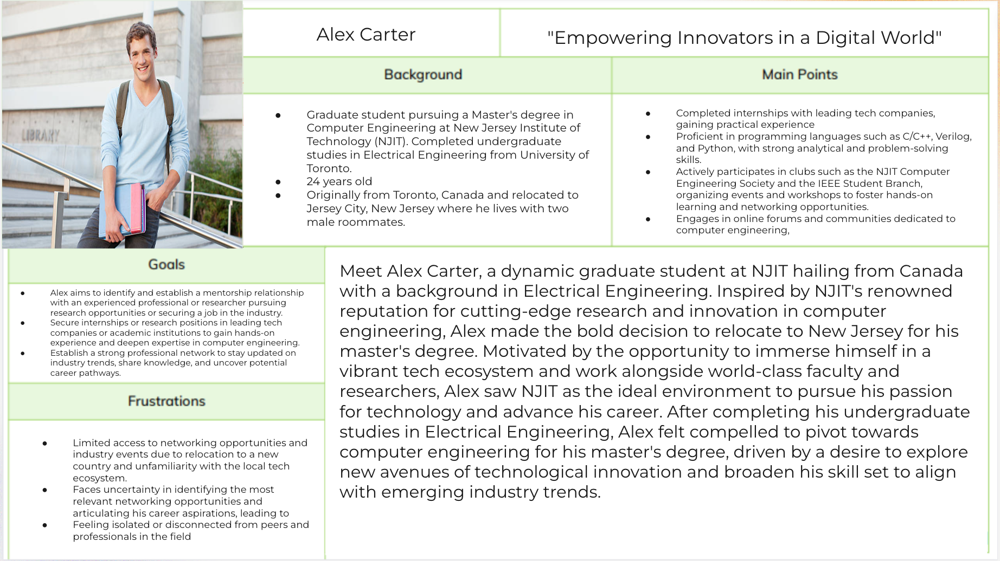 LIBRARY
Alex Carter
"Empowering Innovators in a Digital World"
Background
● Graduate student pursuing a Master's degree in
Computer Engineering at New Jersey Institute of
Technology (NJIT). Completed undergraduate
studies in Electrical Engineering from University of
Toronto.
● 24 years old
● Originally from Toronto, Canada and relocated to
Jersey City, New Jersey where he lives with two
male roommates.
Main Points
● Completed internships with leading tech companies,
gaining practical experience
● Proficient in programming languages such as C/C++, Verilog,
and Python, with strong analytical and problem-solving
skills.
● Actively participates in clubs such as the NJIT Computer
Engineering Society and the IEEE Student Branch,
organizing events and workshops to foster hands-on
learning and networking opportunities.
● Engages in online forums and communities dedicated to
computer engineering,
Goals
● Alex aims to identify and establish a mentorship relationship
with an experienced professional or researcher pursuing
research opportunities or securing a job in the industry.
● Secure internships or research positions in leading tech
companies or academic institutions to gain hands-on
experience and deepen expertise in computer engineering.
● Establish a strong professional network to stay updated on
industry trends, share knowledge, and uncover potential
career pathways.
Frustrations
● Limited access to networking opportunities and
industry events due to relocation to a new
country and unfamiliarity with the local tech
ecosystem.
● Faces uncertainty in identifying the most
relevant networking opportunities and
articulating his career aspirations, leading to
● Feeling isolated or disconnected from peers and
professionals in the field
Meet Alex Carter, a dynamic graduate student at NJIT hailing from Canada
with a background in Electrical Engineering. Inspired by NJIT's renowned
reputation for cutting-edge research and innovation in computer
engineering, Alex made the bold decision to relocate to New Jersey for his
master's degree. Motivated by the opportunity to immerse himself in a
vibrant tech ecosystem and work alongside world-class faculty and
researchers, Alex saw NJIT as the ideal environment to pursue his passion
for technology and advance his career. After completing his undergraduate
studies in Electrical Engineering, Alex felt compelled to pivot towards
computer engineering for his master's degree, driven by a desire to explore
new avenues of technological innovation and broaden his skill set to align
with emerging industry trends.